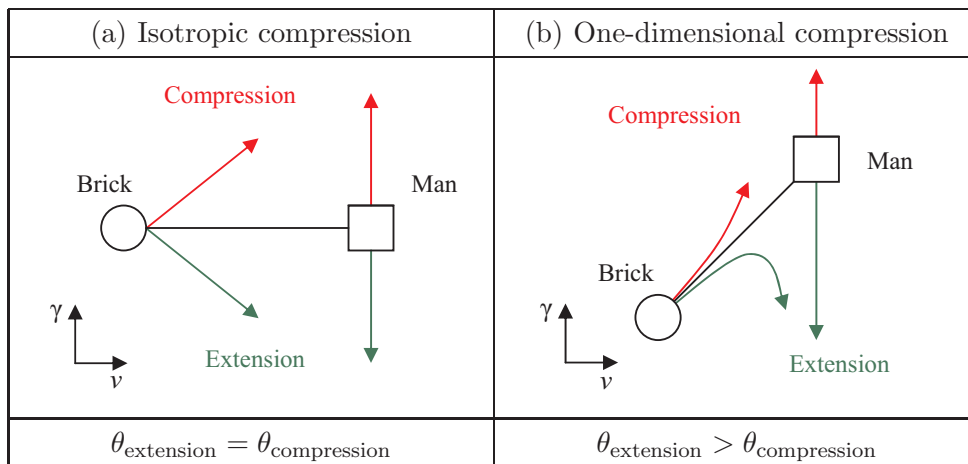 (a) Isotropic compression
(b) One-dimensional compression
Compression
Brick
Man
γ
v
Extension
Compression
Man
Brick
γ
v
Extension
θextension = θcompression
θextension > θcompression